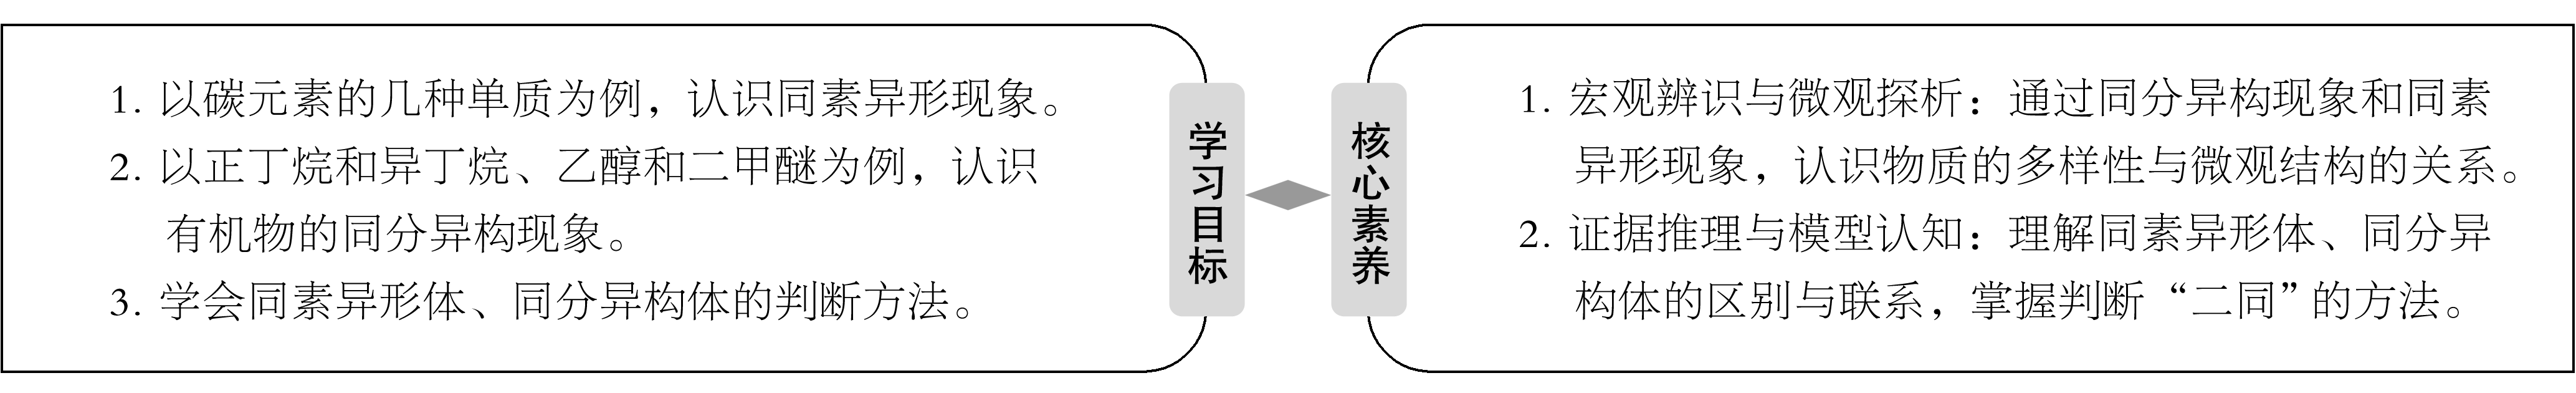 1. 以碳元素的几种单质为例，认识同素异形现象。
2. 以正丁烷和异丁烷、乙醇和二甲醚为例，认识
有机物的同分异构现象。
3. 学会同素异形体、同分异构体的判断方法。
学习目标
核心素养
1. 宏观辨识与微观探析：通过同分异构现象和同素
异形现象，认识物质的多样性与微观结构的关系。
2. 证据推理与模型认知：理解同素异形体、同分异
构体的区别与联系，掌握判断“二同”的方法。